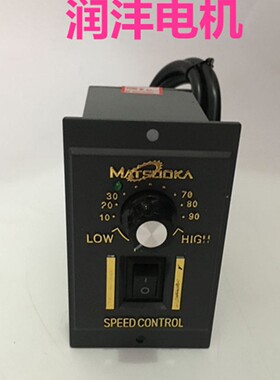 润沣电机
MATSOOKA
30 70
20 80
10 90
LOW HIGH
SPEED CONTROL